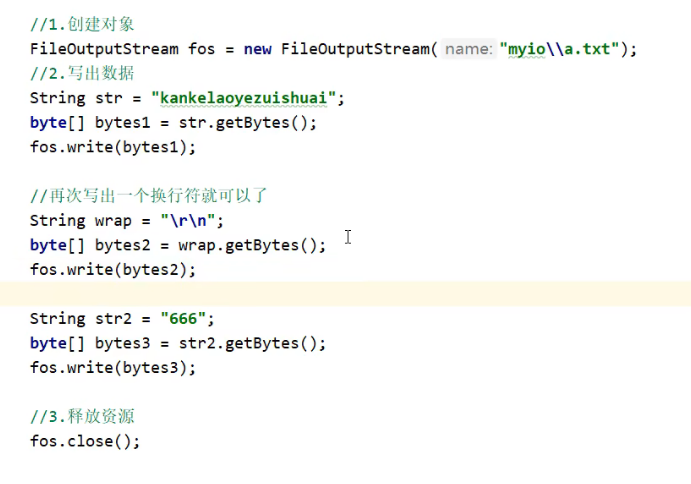 //1.创建对象
FileOutputStream fos = new FileOutputStream( name: "myio\\a.txt");
//2.写出数据
String str = "kankelaoyezuishuai";
byte[] bytes1 = str.getBytes();
fos.write(bytes1);
//再次写出一个换行符就可以了
String wrap = "\r\n";
byte[] bytes2 = wrap.getBytes();
fos.write(bytes2);
String str2 = "666";
byte[] bytes3 = str2.getBytes();
fos.write(bytes3);
//3.释放资源
fos.close();